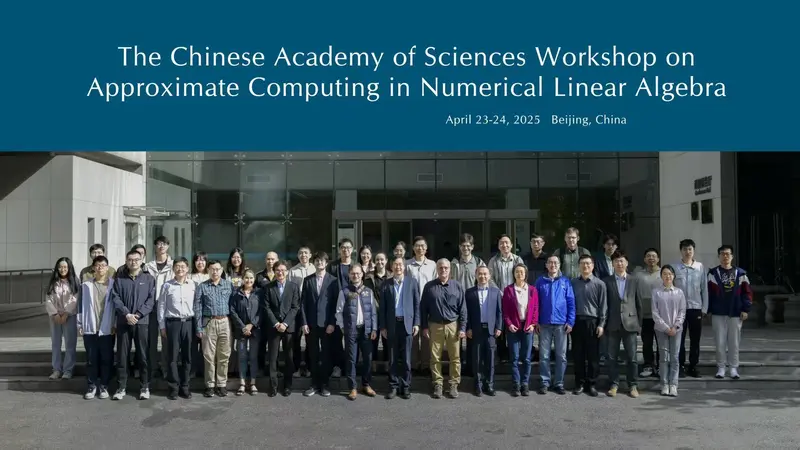 The Chinese Academy of Sciences Workshop on
Approximate Computing in Numerical Linear Algebra
April 23-24, 2025 Beijing, China